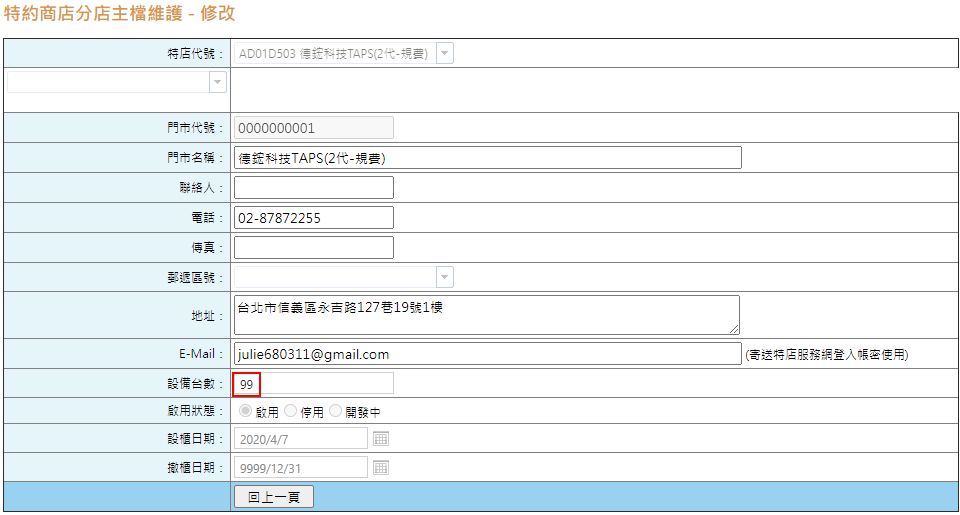 特約商店分店主檔維護 - 修改
特店代號： AD01D503 德鋐科技TAPS(2代-規費)
門市代號： 0000000001
門市名稱： 德鋐科技TAPS(2代-規費)
聯絡人：
電話： 02-87872255
傳真：
郵遞區號：
地址： 台北市信義區永吉路127巷19號1樓
E-Mail： julie680311@gmail.com (寄送特店服務網登入帳密使用)
設備台數： 99
啟用狀態： 啟用 停用 開發中
設櫃日期： 2020/4/7
撤櫃日期： 9999/12/31
回上一頁